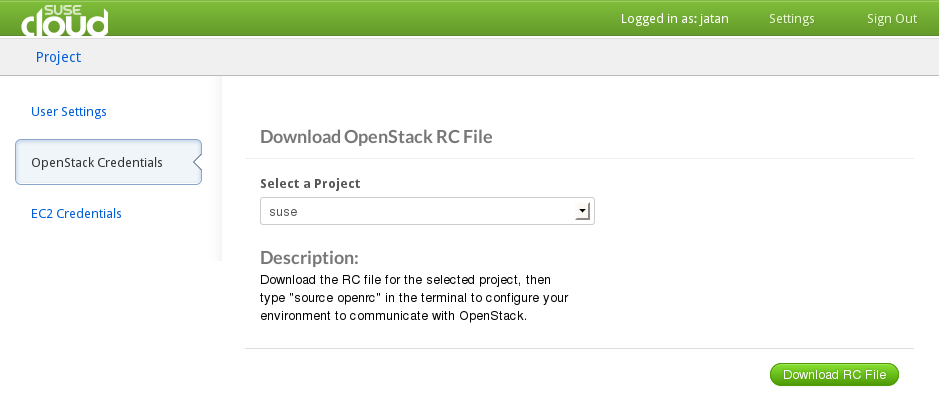 SUSE
cloud
Logged in as: jatan Settings Sign Out
Project
User Settings
OpenStack Credentials
EC2 Credentials
Download OpenStack RC File
Select a Project
suse
Description:
Download the RC file for the selected project, then
type "source openrc" in the terminal to configure your
environment to communicate with OpenStack.
Download RC File